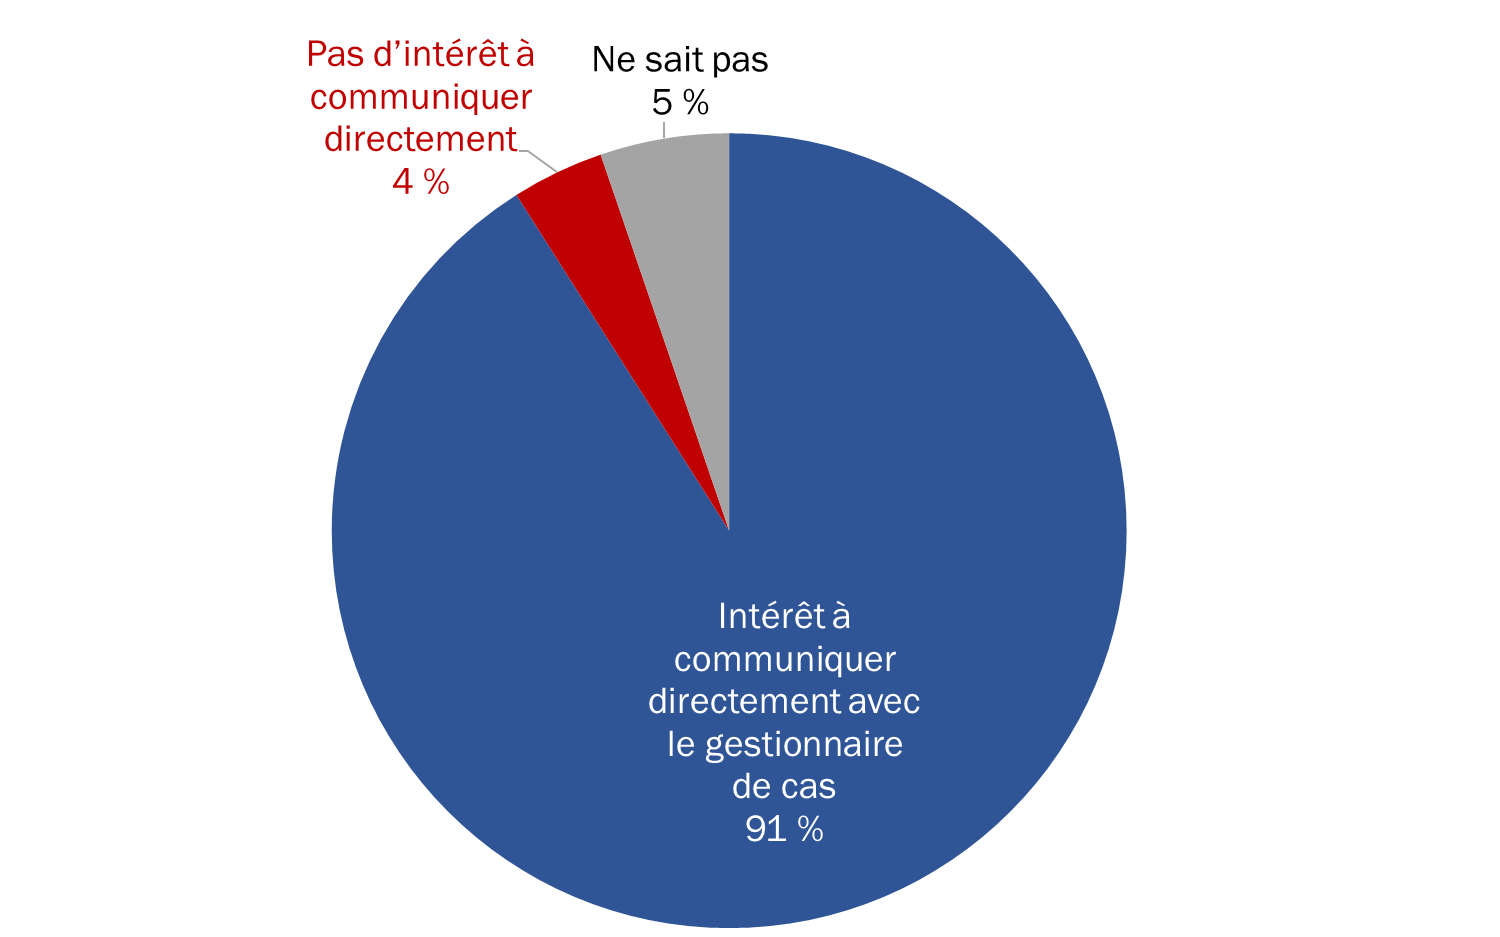 Pas d’intérêt à
communiquer
directement
4 %
Ne sait pas
5 %
Intérêt à
communiquer
directement avec
le gestionnaire
de cas
91 %